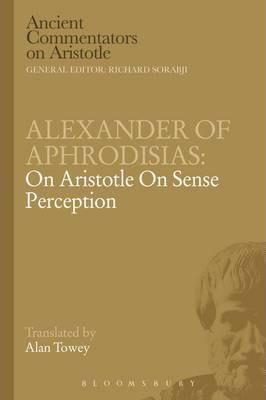 Ancient
Commentators
on Aristotle
GENERAL EDITOR: RICHARD SORABJI
ALEXANDER OF
APHRODISIAS:
On Aristotle On Sense
Perception
Translated by
Alan Towey
BLOOMSBURY